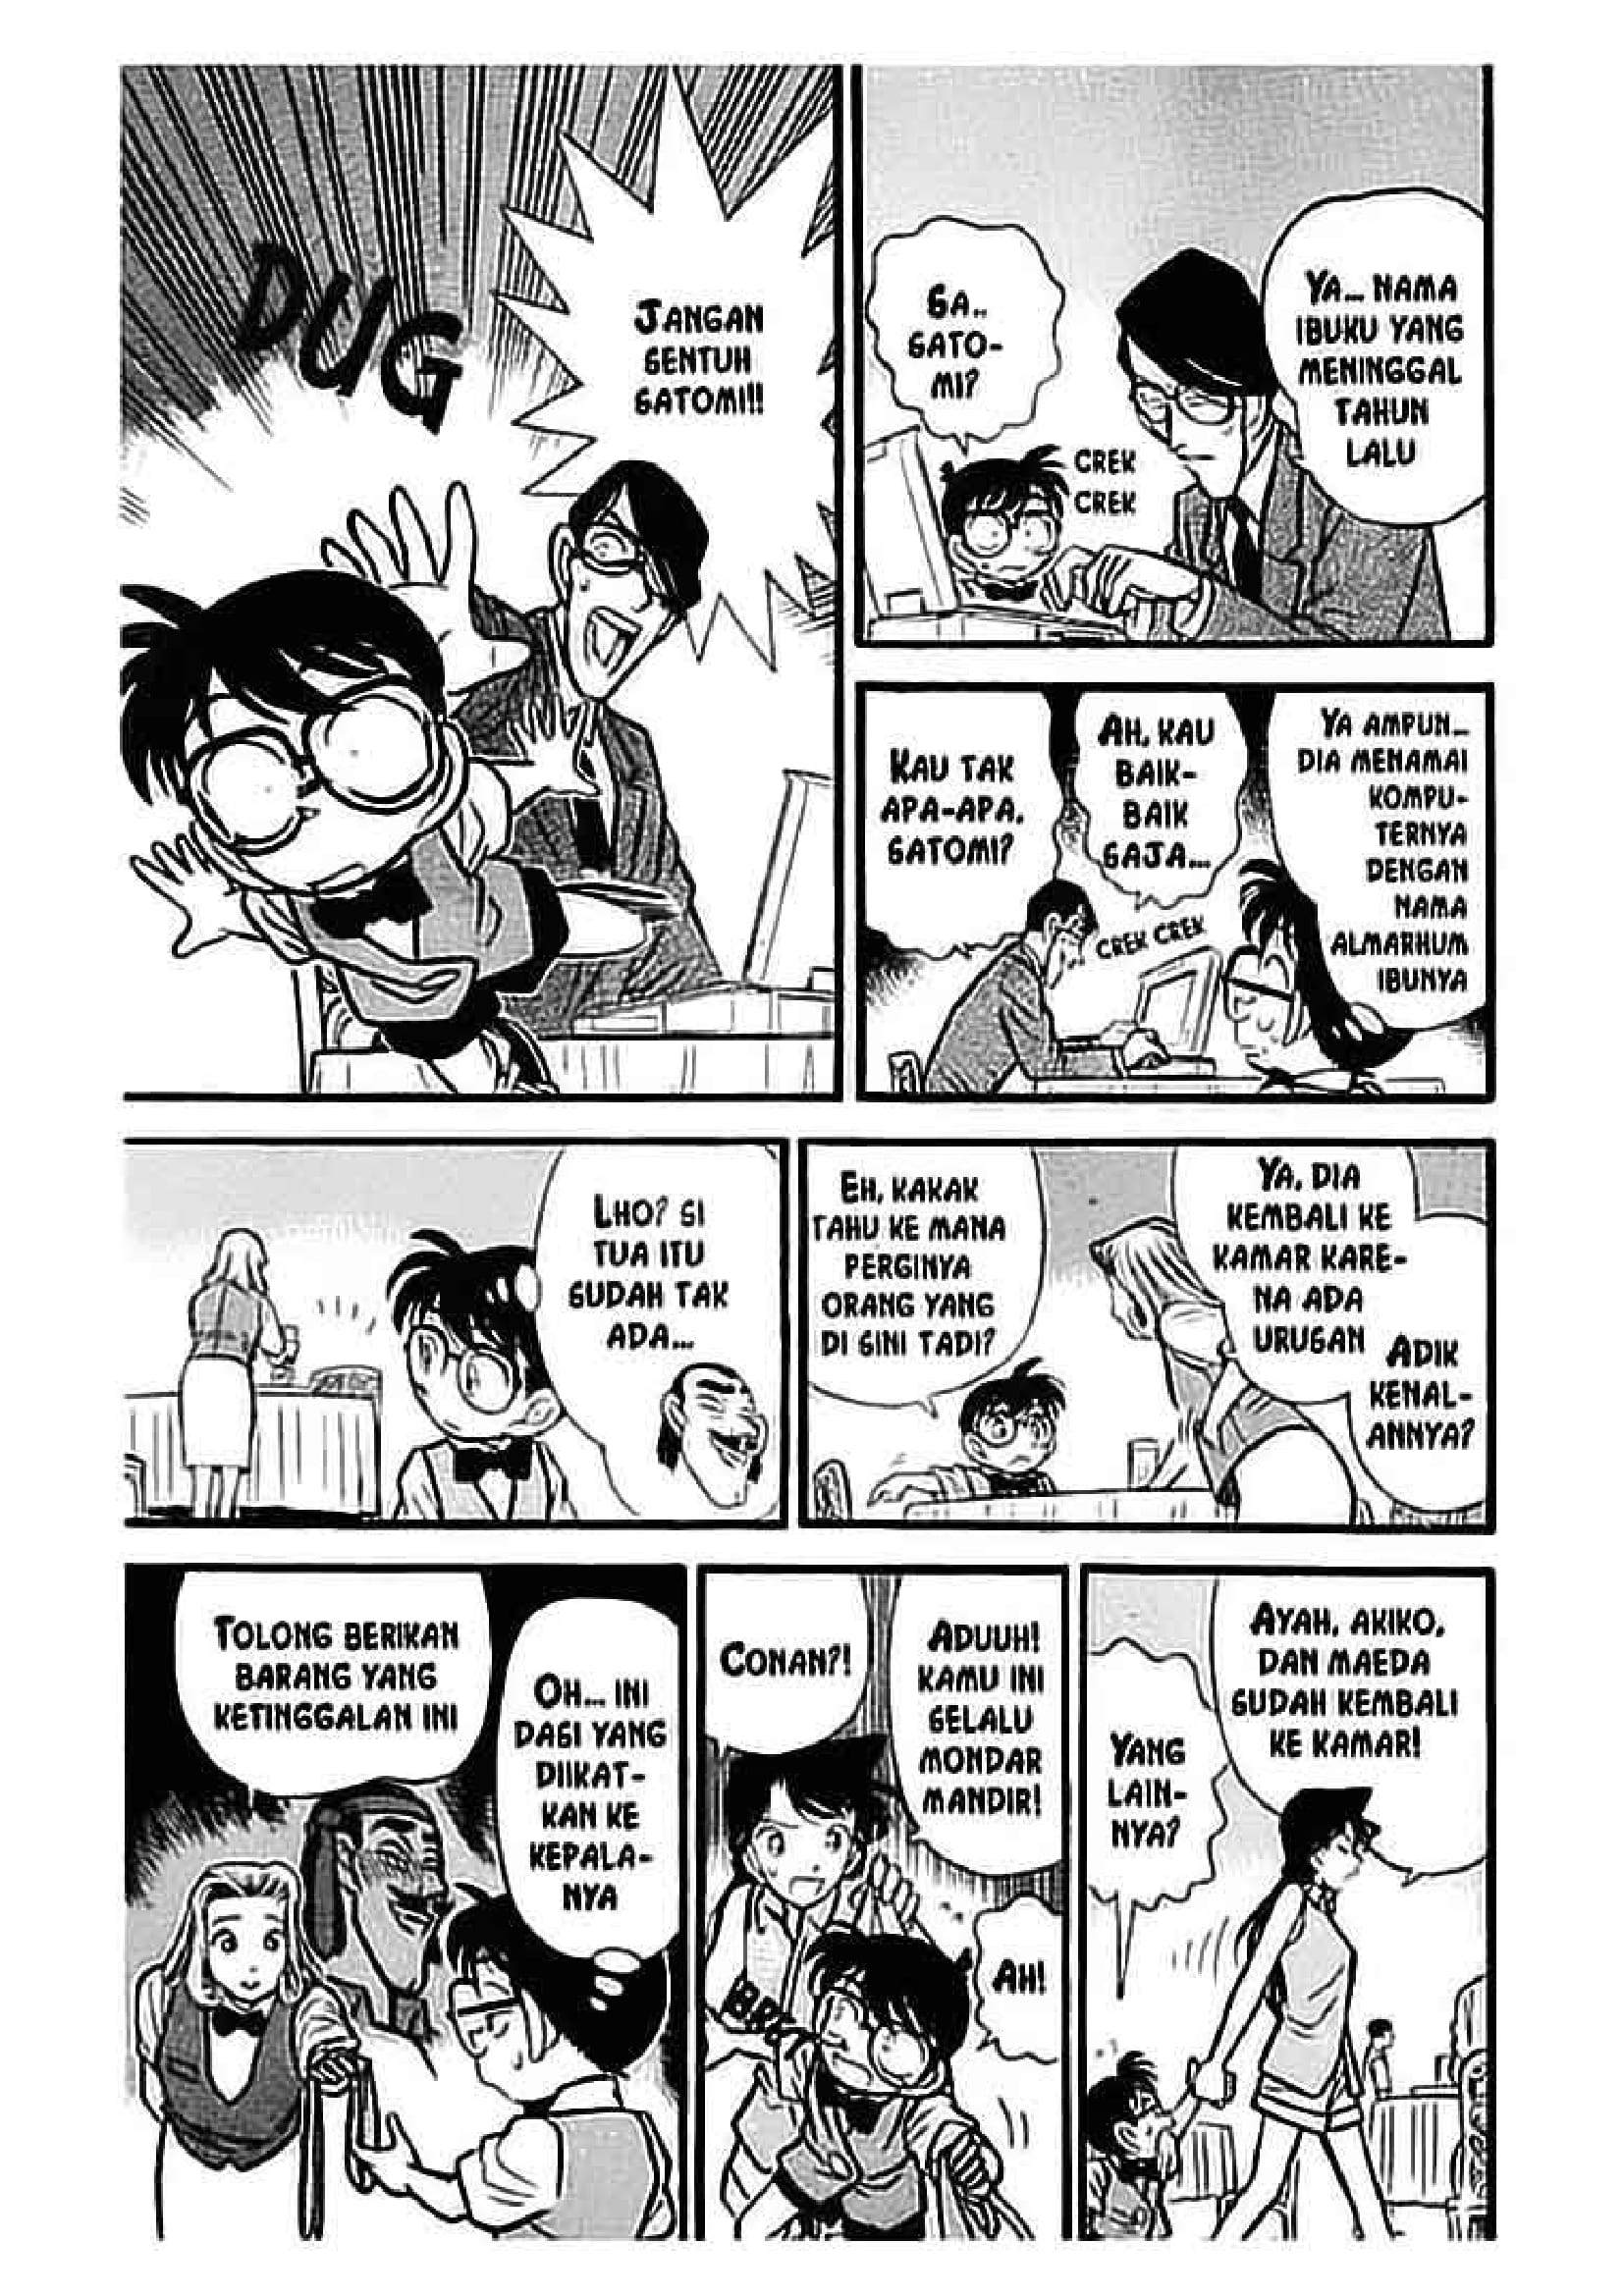 JANGAN
SENTUH
SATOMI!!
DUG
SA..
SATO-
MI?
CREK
CREK
YA... NAMA
IBUKU YANG
MENINGGAL
TAHUN
LALU
KAU TAK
APA-APA,
SATOMI?
AH, KAU
BAIK-
BAIK
SAJA...
CREK CREK
YA AMPUN...
DIA MENAMAI
KOMPU-
TERNYA
DENGAN
NAMA
ALMARHUM
IBUNYA
LHO? SI
TUA ITU
SUDAH TAK
ADA...
EH, KAKAK
TAHU KE MANA
PERGINYA
ORANG YANG
DI SINI TADI?
YA, DIA
KEMBALI KE
KAMAR KARE-
NA ADA
URUSAN
ADIK
KENAL-
ANNYA?
TOLONG BERIKAN
BARANG YANG
KETINGGALAN INI
OH... INI
DASI YANG
DIIKAT-
KAN KE
KEPALA-
NYA
CONAN?!
ADUUH!
KAMU INI
SELALU
MONDAR
MANDIR!
AH!
YANG
LAIN-
NYA?
AYAH, AKIKO,
DAN MAEDA
SUDAH KEMBALI
KE KAMAR!